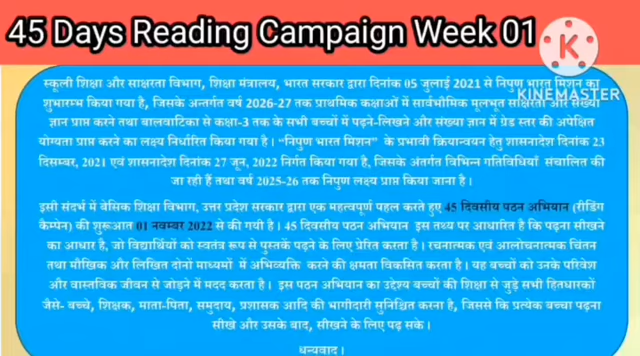 45 Days Reading Campaign Week 01
K
KINEMASTER
स्कूली शिक्षा और साक्षरता विभाग, शिक्षा मंत्रालय, भारत सरकार द्वारा दिनांक 05 जुलाई 2021 से निपुण भारत मिशन का
शुभारम्भ किया गया है, जिसके अन्तर्गत वर्ष 2026-27 तक प्राथमिक कक्षाओं में सार्वभौमिक मूलभूत साक्षरता और संख्या
ज्ञान प्राप्त करने तथा बालवाटिका से कक्षा-3 तक के सभी बच्चों में पढ़ने-लिखने और संख्या ज्ञान में ग्रेड स्तर की अपेक्षित
योग्यता प्राप्त करने का लक्ष्य निर्धारित किया गया है। "निपुण भारत मिशन" के प्रभावी क्रियान्वयन हेतु शासनादेश दिनांक 23
दिसम्बर, 2021 एवं शासनादेश दिनांक 27 जून, 2022 निर्गत किया गया है, जिसके अंतर्गत विभिन्न गतिविधियाँ संचालित की
जा रही हैं तथा वर्ष 2025-26 तक निपुण लक्ष्य प्राप्त किया जाना है।
इसी संदर्भ में बेसिक शिक्षा विभाग, उत्तर प्रदेश सरकार द्वारा एक महत्वपूर्ण पहल करते हुए 45 दिवसीय पठन अभियान (रीडिंग
कैम्पेन) की शुरूआत 01 नवम्बर 2022 से की गयी है। 45 दिवसीय पठन अभियान इस तथ्य पर आधारित है कि पढ़ना सीखने
का आधार है, जो विद्यार्थियों को स्वतंत्र रूप से पुस्तकें पढ़ने के लिए प्रेरित करता है। रचनात्मक एवं आलोचनात्मक चिंतन
तथा मौखिक और लिखित दोनों माध्यमों में अभिव्यक्ति करने की क्षमता विकसित करता है। यह बच्चों को उनके परिवेश
और वास्तविक जीवन से जोड़ने में मदद करता है। इस पठन अभियान का उद्देश्य बच्चों की शिक्षा से जुड़े सभी हितधारकों
जैसे- बच्चे, शिक्षक, माता-पिता, समुदाय, प्रशासक आदि की भागीदारी सुनिश्चित करना है, जिससे कि प्रत्येक बच्चा पढ़ना
सीखे और उसके बाद, सीखने के लिए पढ़ सके।
धन्यवाद।